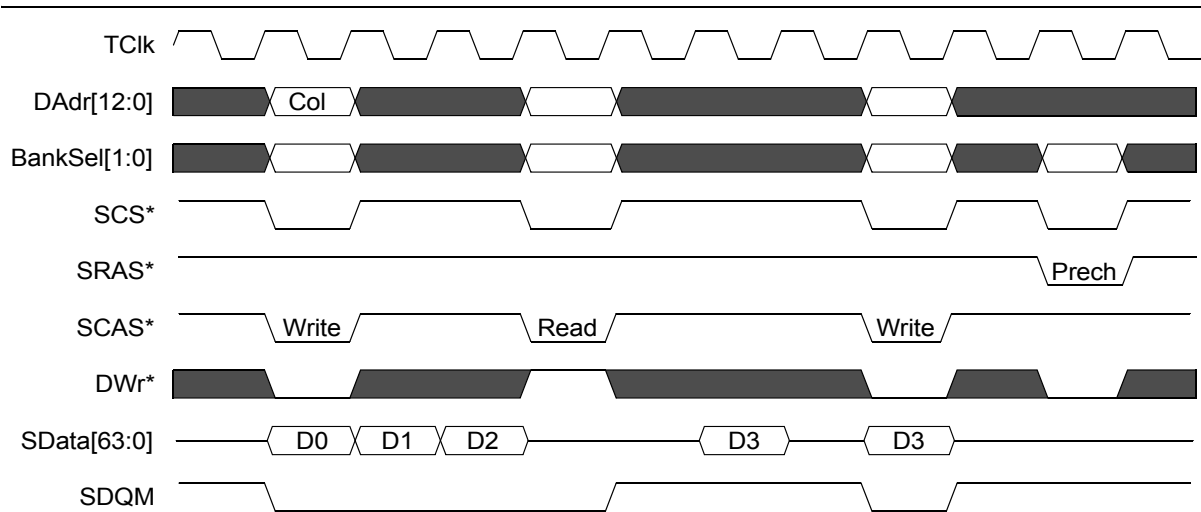 TClk
DAdr[12:0] Col
BankSel[1:0]
SCS*
SRAS* Prech
SCAS* Write Read Write
DWr*
SData[63:0] D0 D1 D2 D3 D3
SDQM